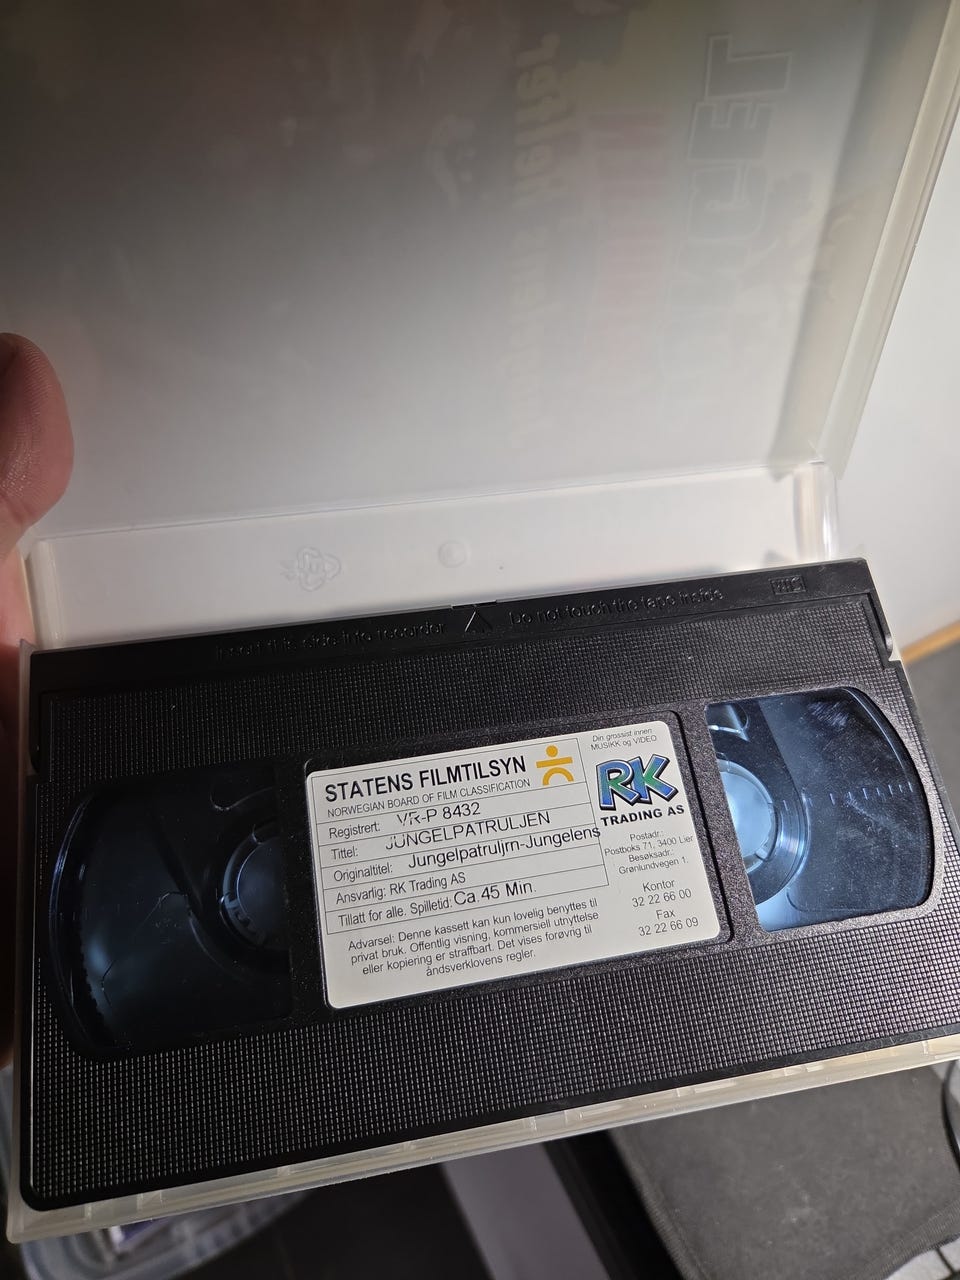 Insert this side into recorder
Do not touch the tape inside
VHS
STATENS FILMTILSYN
NORWEGIAN BOARD OF FILM CLASSIFICATION
Registrert: V/R-P 8432
Tittel: JUNGELPATRULJEN
Originaltitel: Jungelpatruljrn-Jungelens
Ansvarlig: RK Trading AS
Tillatt for alle. Spilletid: Ca. 45 Min.
Advarsel: Denne kassett kan kun lovelig benyttes til
privat bruk. Offentlig visning, kommersiell utnyttelse
eller kopiering er straffbart. Det vises forøvrig til
åndsverklovens regler.
Din grossist innen
MUSIKK og VIDEO
RK
TRADING AS
Postadr.:
Postboks 71, 3400 Lier
Besøksadr.:
Grønlundvegen 1.
Kontor
32 22 66 00
Fax
32 22 66 09